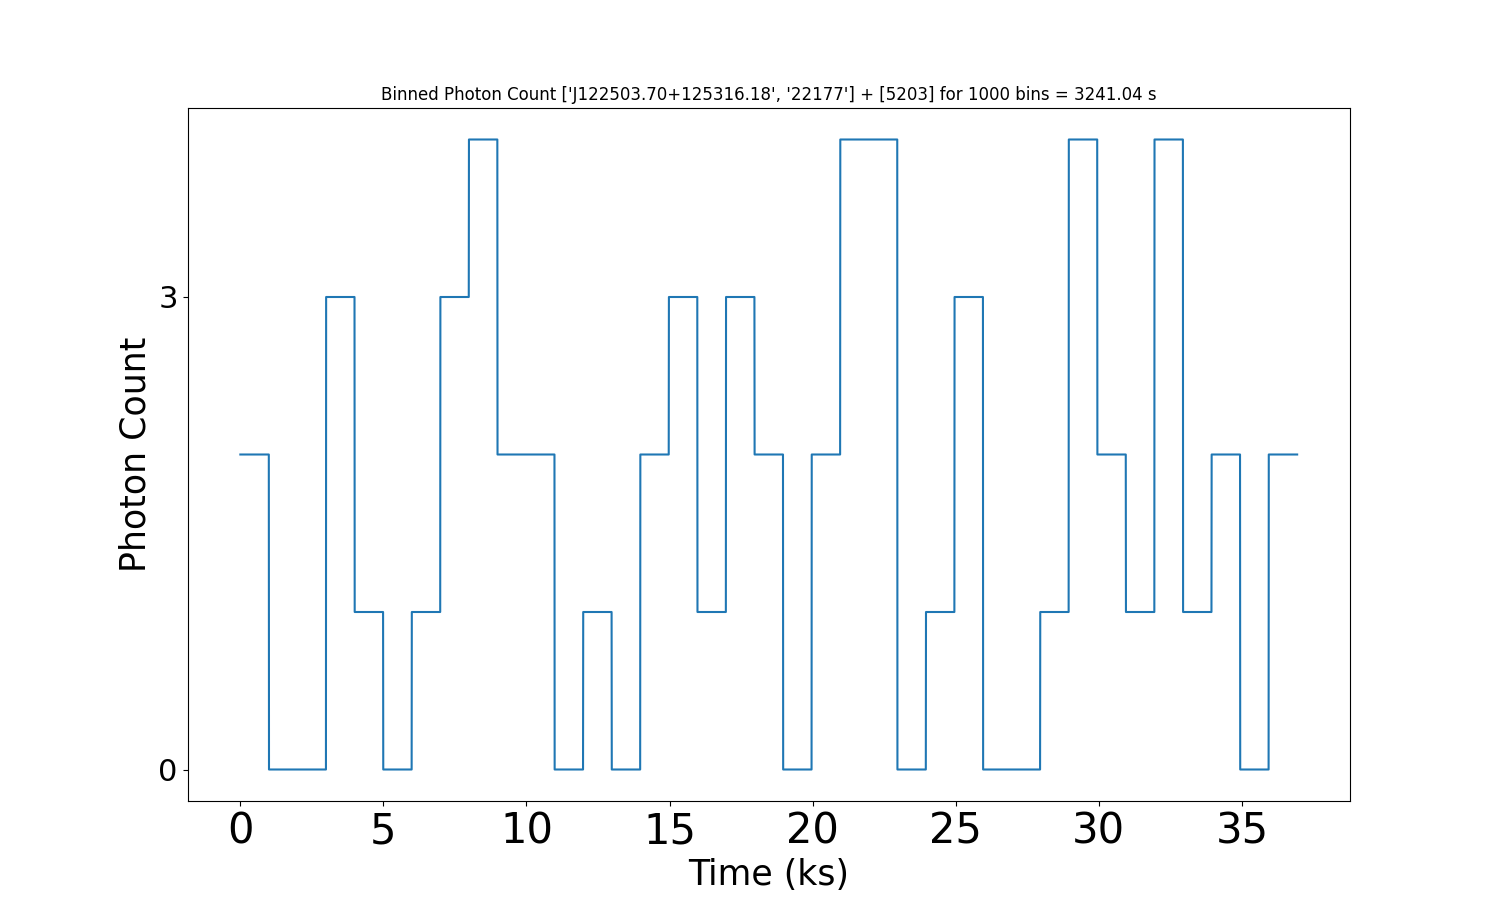 Binned Photon Count ['J122503.70+125316.18', '22177'] + [5203] for 1000 bins = 3241.04 s
Photon Count
3
0
0 5 10 15 20 25 30 35
Time (ks)